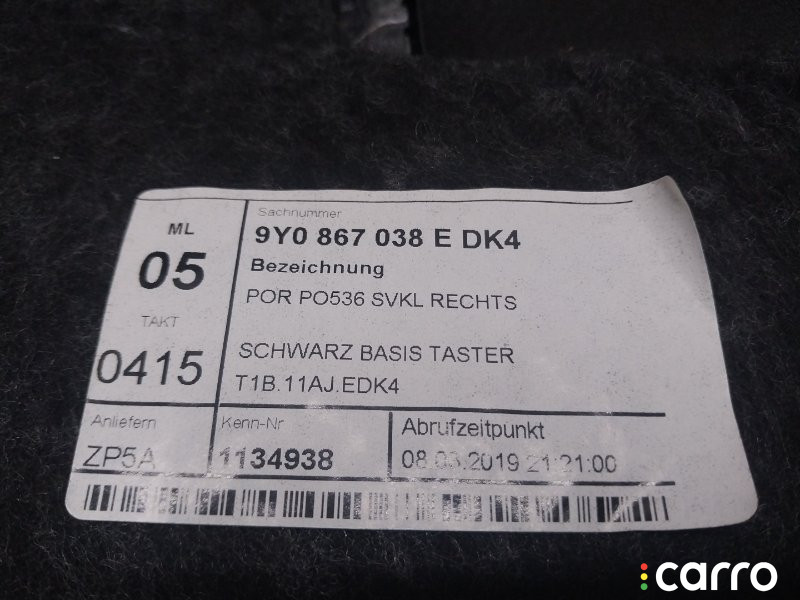 ML
05
TAKT
0415
Sachnummer
9Y0 867 038 E DK4
Bezeichnung
POR PO536 SVKL RECHTS
SCHWARZ BASIS TASTER
T1B.11AJ.EDK4
Anliefern
ZP5A
Kenn-Nr
1134938
Abrufzeitpunkt
08.03.2019 21:21:00
carro